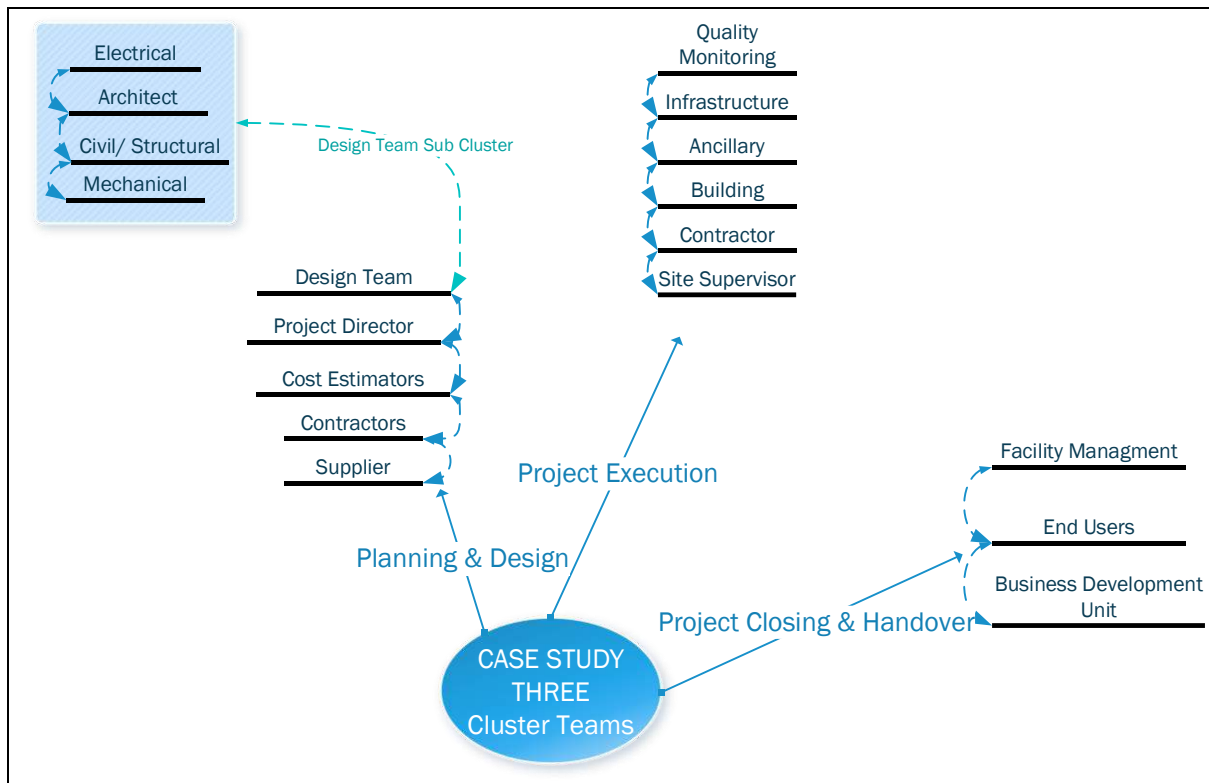 Electrical
Architect
Civil/ Structural
Mechanical
Design Team Sub Cluster
Quality
Monitoring
Infrastructure
Ancillary
Building
Contractor
Site Supervisor
Design Team
Project Director
Cost Estimators
Contractors
Supplier
Project Execution
Planning & Design
Facility Managment
End Users
Business Development
Unit
Project Closing & Handover
CASE STUDY
THREE
Cluster Teams